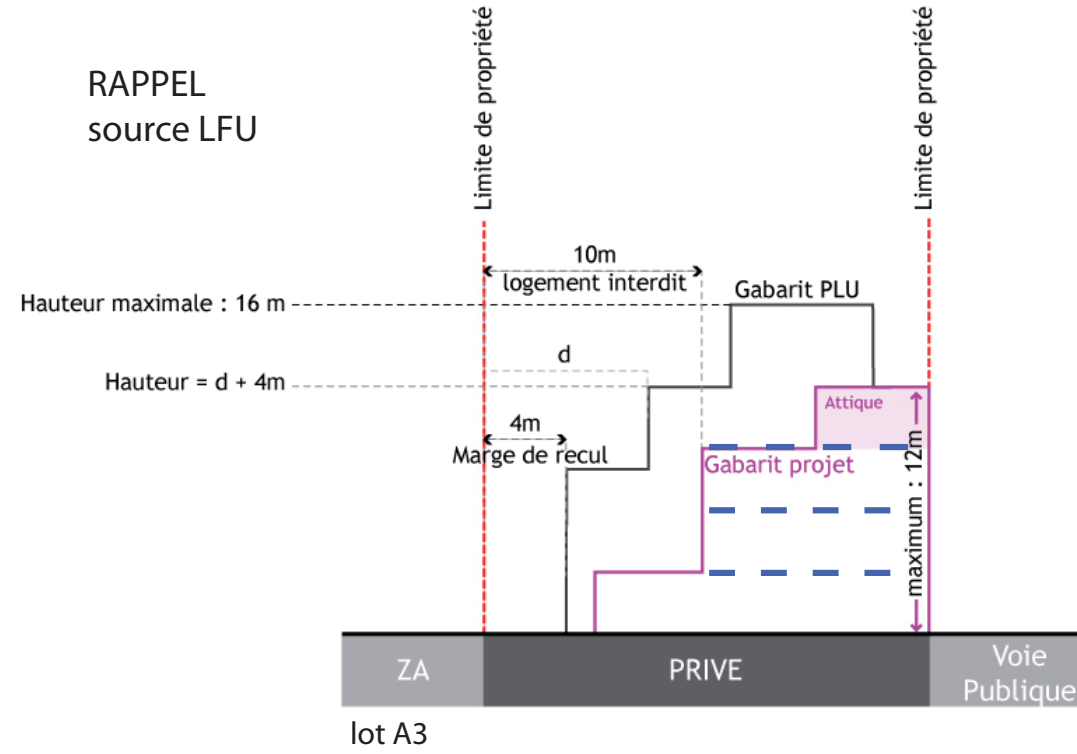 RAPPEL
source LFU
Limite de propriété
Limite de propriété
10m
logement interdit
Hauteur maximale : 16 m
Gabarit PLU
d
Hauteur = d + 4m
Attique
4m
Marge de recul
Gabarit projet
maximum : 12m
ZA
PRIVE
Voie
Publique
lot A3